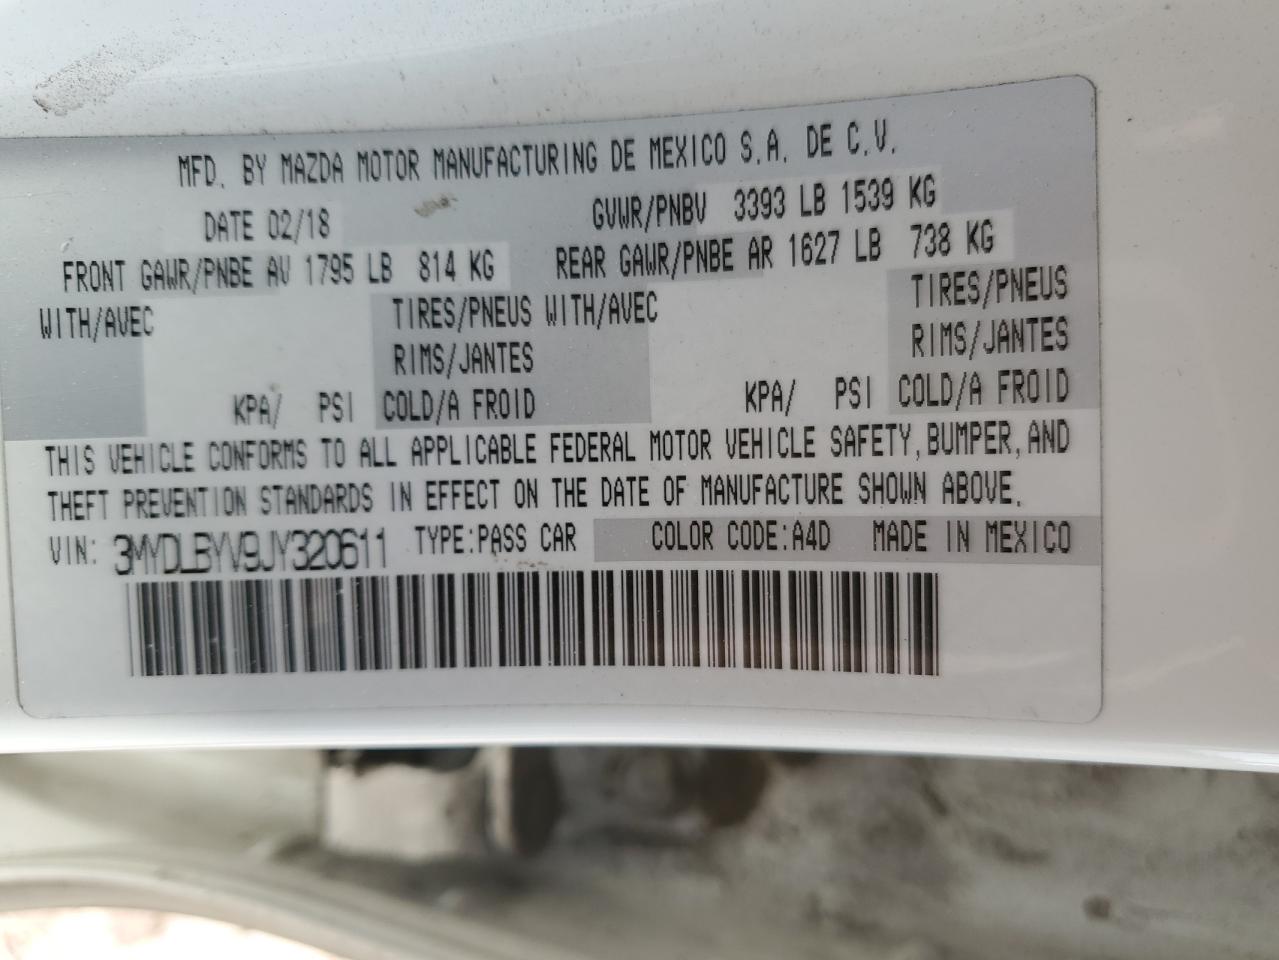 MFD. BY MAZDA MOTOR MANUFACTURING DE MEXICO S.A. DE C.V.
DATE 02/18 GVWR/PNBV 3393 LB 1539 KG
FRONT GAWR/PNBE AV 1795 LB 814 KG REAR GAWR/PNBE AR 1627 LB 738 KG
WITH/AVEC TIRES/PNEUS WITH/AVEC TIRES/PNEUS
RIMS/JANTES RIMS/JANTES
KPA/ PSI COLD/A FROID KPA/ PSI COLD/A FROID
THIS VEHICLE CONFORMS TO ALL APPLICABLE FEDERAL MOTOR VEHICLE SAFETY, BUMPER, AND
THEFT PREVENTION STANDARDS IN EFFECT ON THE DATE OF MANUFACTURE SHOWN ABOVE.
VIN: 3MYDLBYV9JY320611 TYPE:PASS CAR COLOR CODE:A4D MADE IN MEXICO